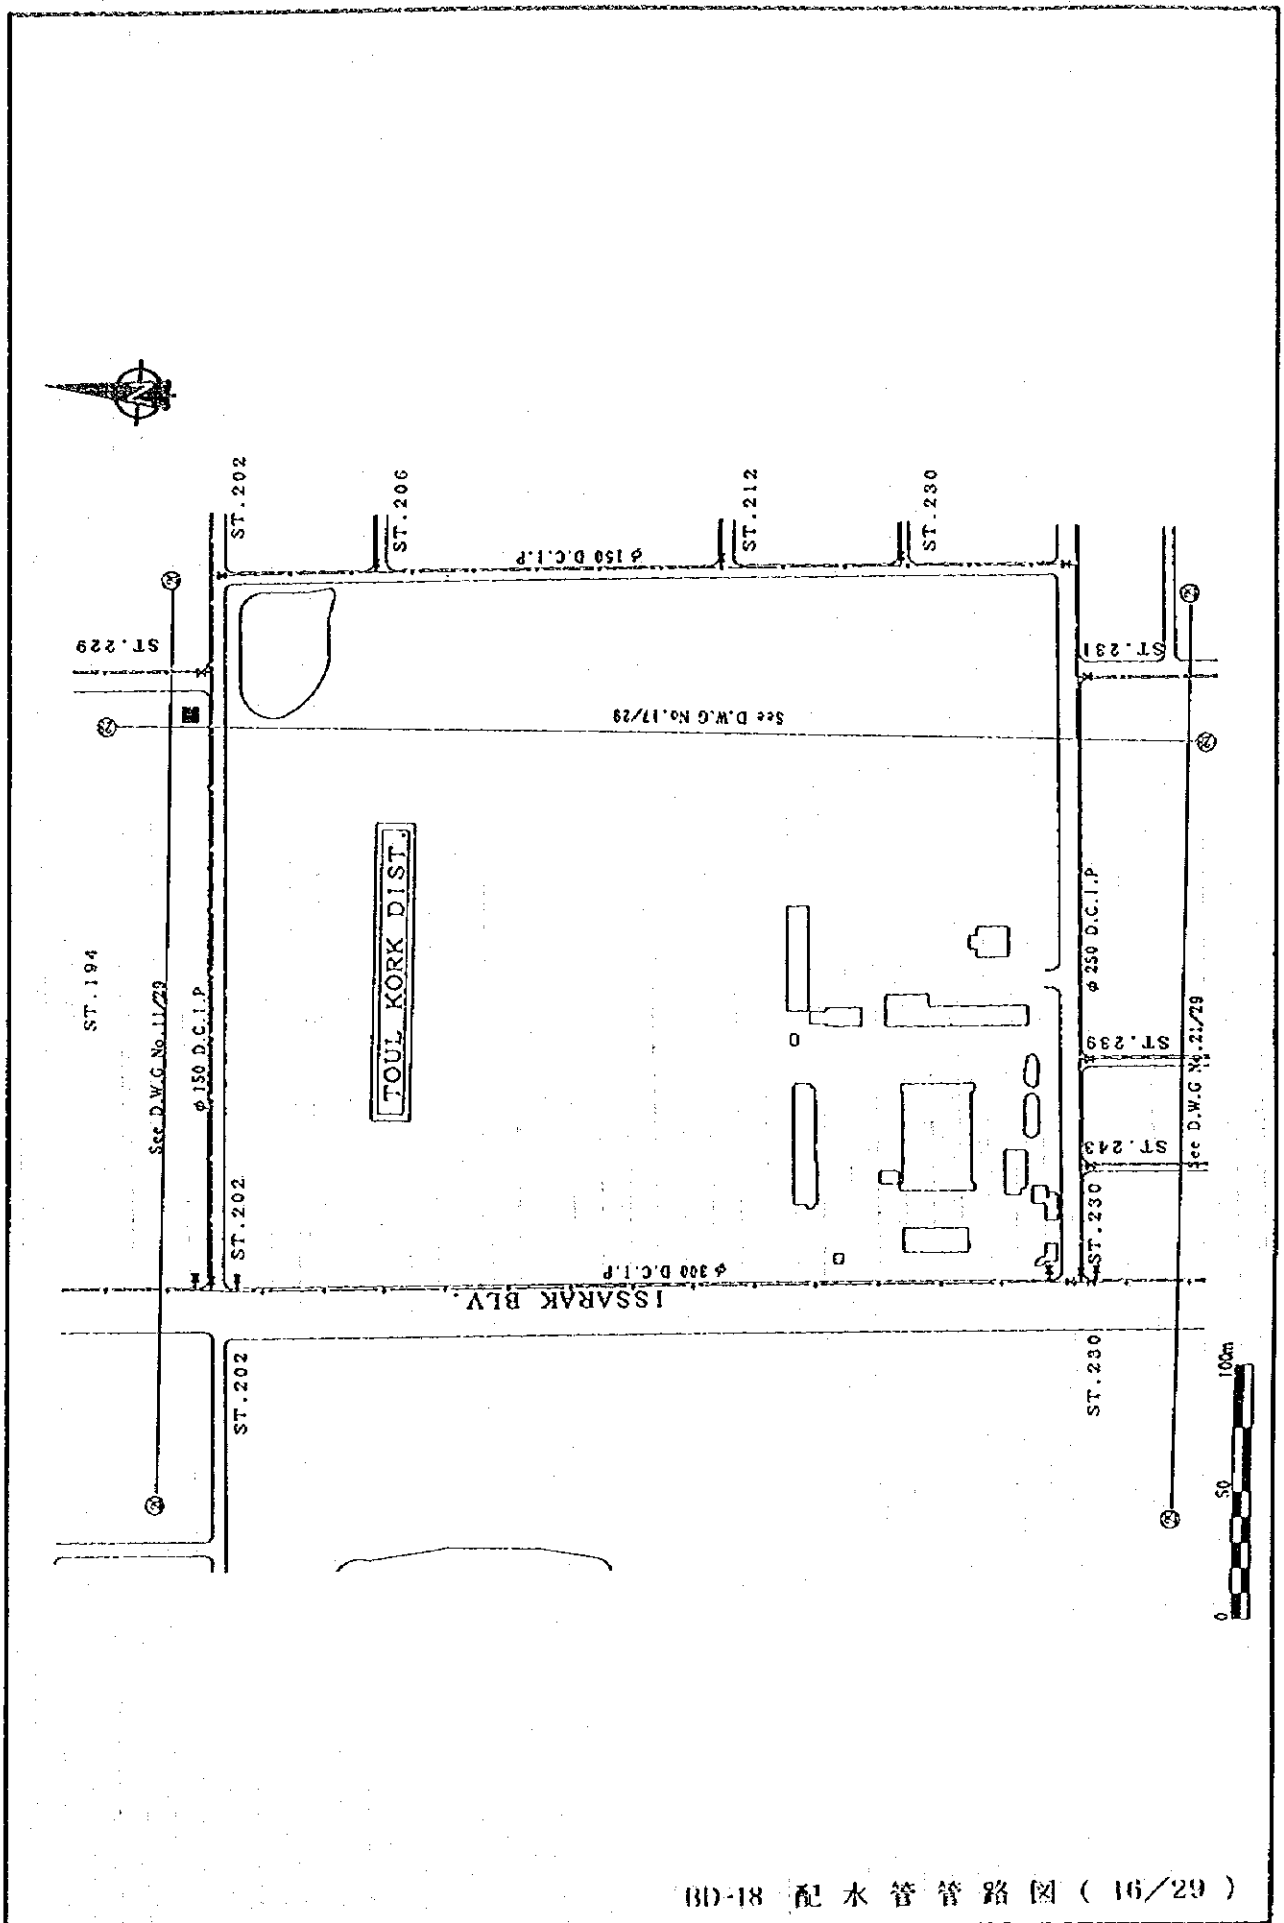 N
ST.202
ST.206
ST.212
ST.230
φ150 D.C.I.P
ST.229
ST.231
See D.W.G No.17/29
TOUL KORK DIST.
ST.194
See D.W.G No.11/29
φ150 D.C.I.P
φ250 D.C.I.P
ST.239
See D.W.G No.21/29
ST.243
ST.202
ST.230
φ300 D.C.I.P
ISSARAK BLV.
ST.202
ST.230
0 50 100m
BD-18 配水管管路図 ( 16/29 )